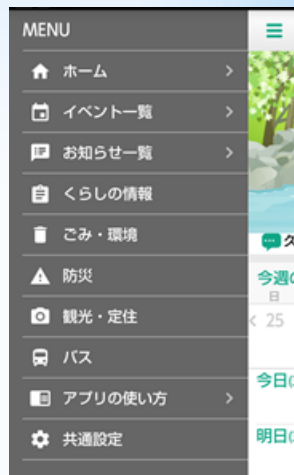 MENU
ホーム
イベント一覧
お知らせ一覧
くらしの情報
ごみ・環境
防災
観光・定住
バス
アプリの使い方
共通設定
久
今週の
日
25
今日(
明日(